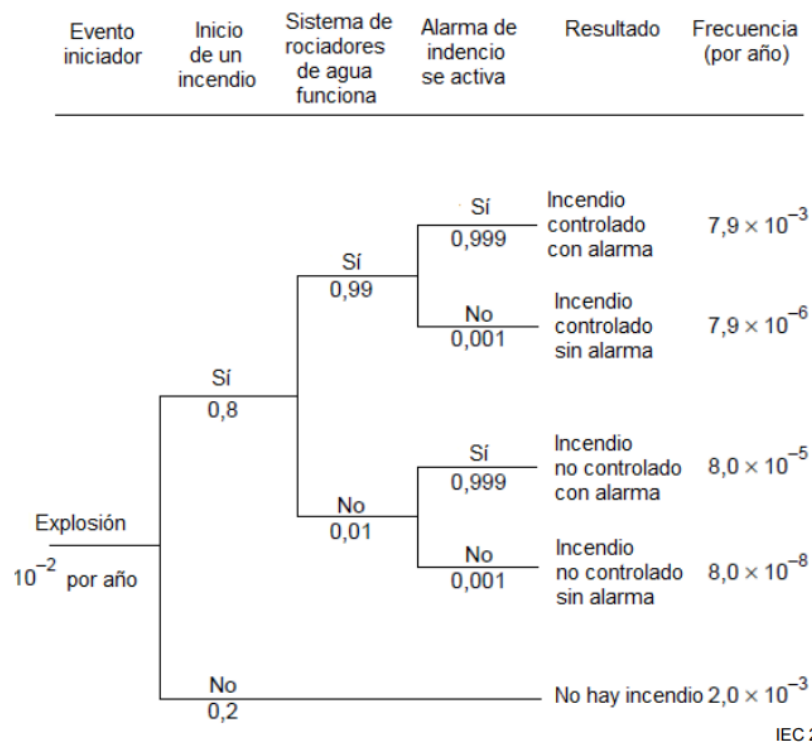 Evento
iniciador
Inicio
de un
incendio
Sistema de
rociadores
de agua
funciona
Alarma de
indencio
se activa
Resultado
Frecuencia
(por año)
Explosión
10⁻² por año
Sí
0,8
No
0,2
Sí
0,99
No
0,01
Sí
0,999
No
0,001
Sí
0,999
No
0,001
Incendio
controlado
con alarma
7,9 × 10⁻³
Incendio
controlado
sin alarma
7,9 × 10⁻⁶
Incendio
no controlado
con alarma
8,0 × 10⁻⁵
Incendio
no controlado
sin alarma
8,0 × 10⁻⁸
No hay incendio 2,0 × 10⁻³
IEC